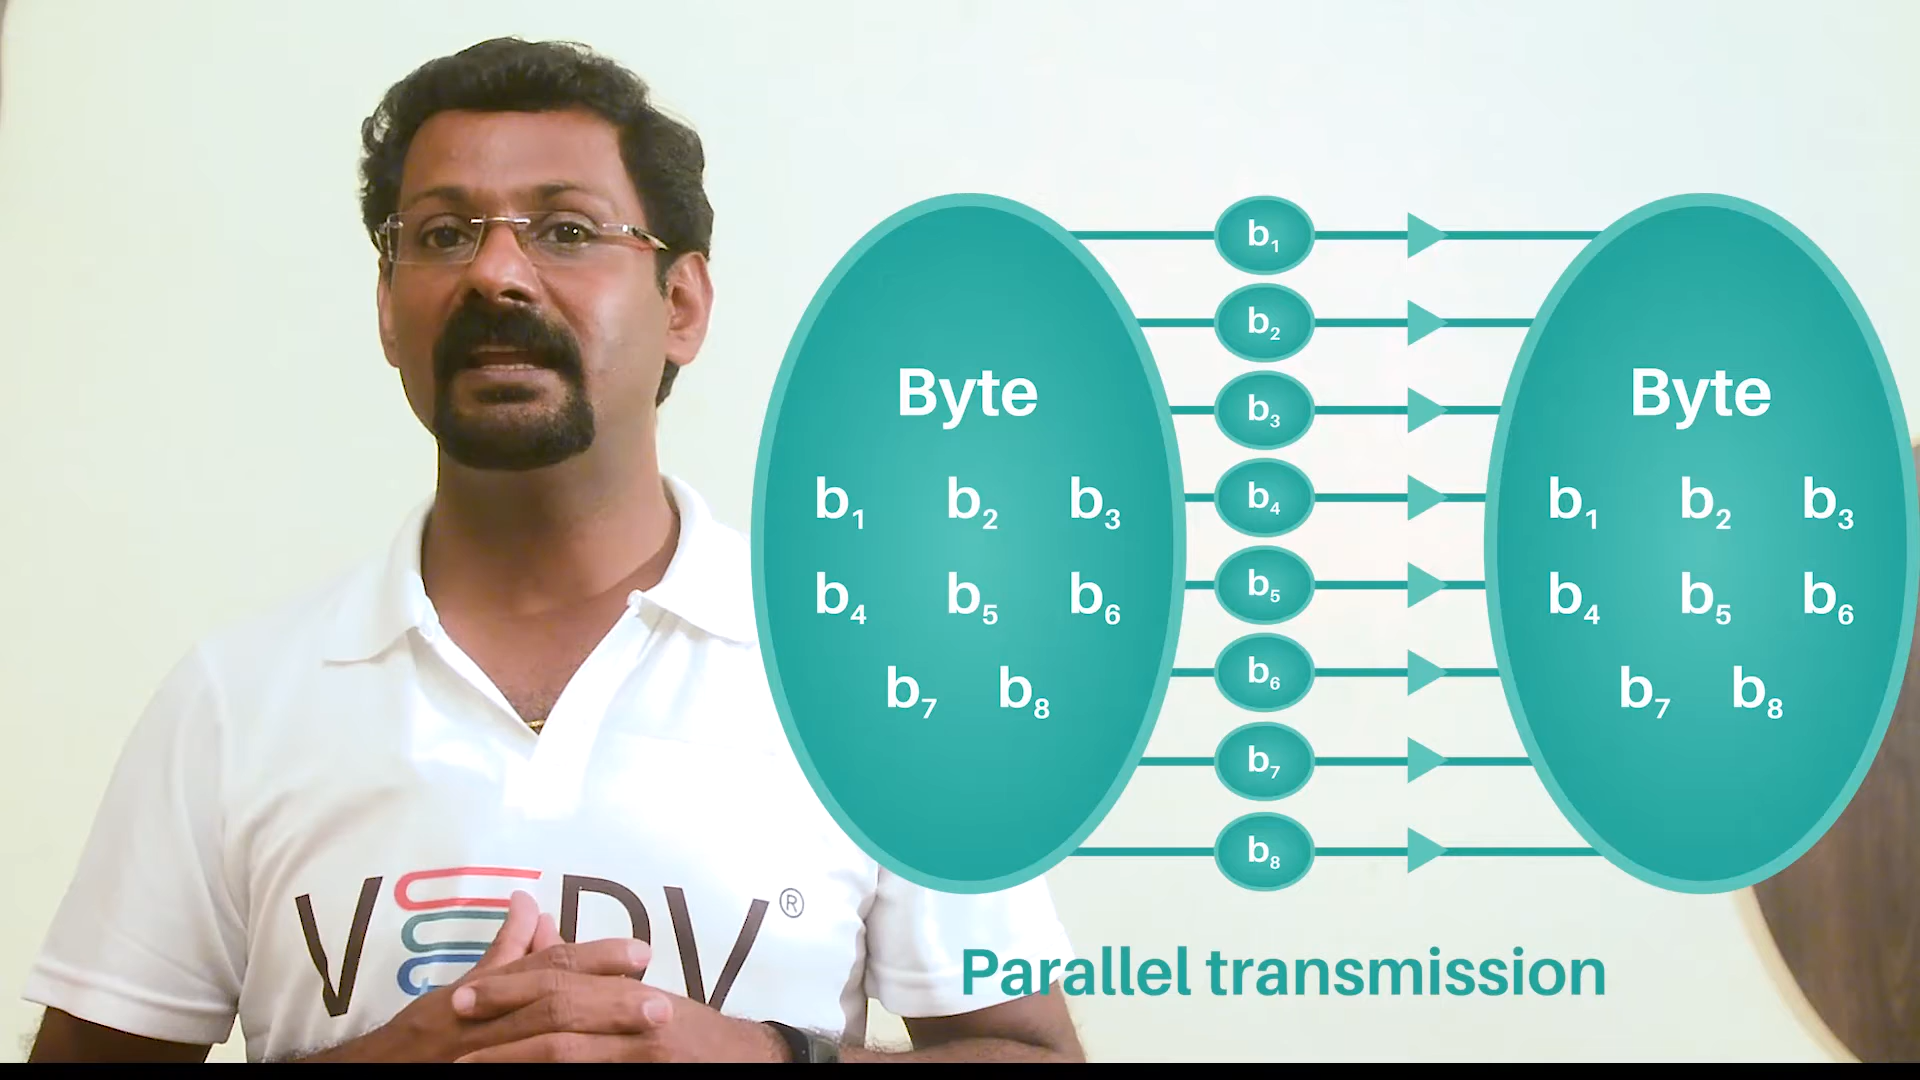 Byte
b₁ b₂ b₃
b₄ b₅ b₆
b₇ b₈
b₁
b₂
b₃
b₄
b₅
b₆
b₇
b₈
Byte
b₁ b₂ b₃
b₄ b₅ b₆
b₇ b₈
Parallel transmission
®